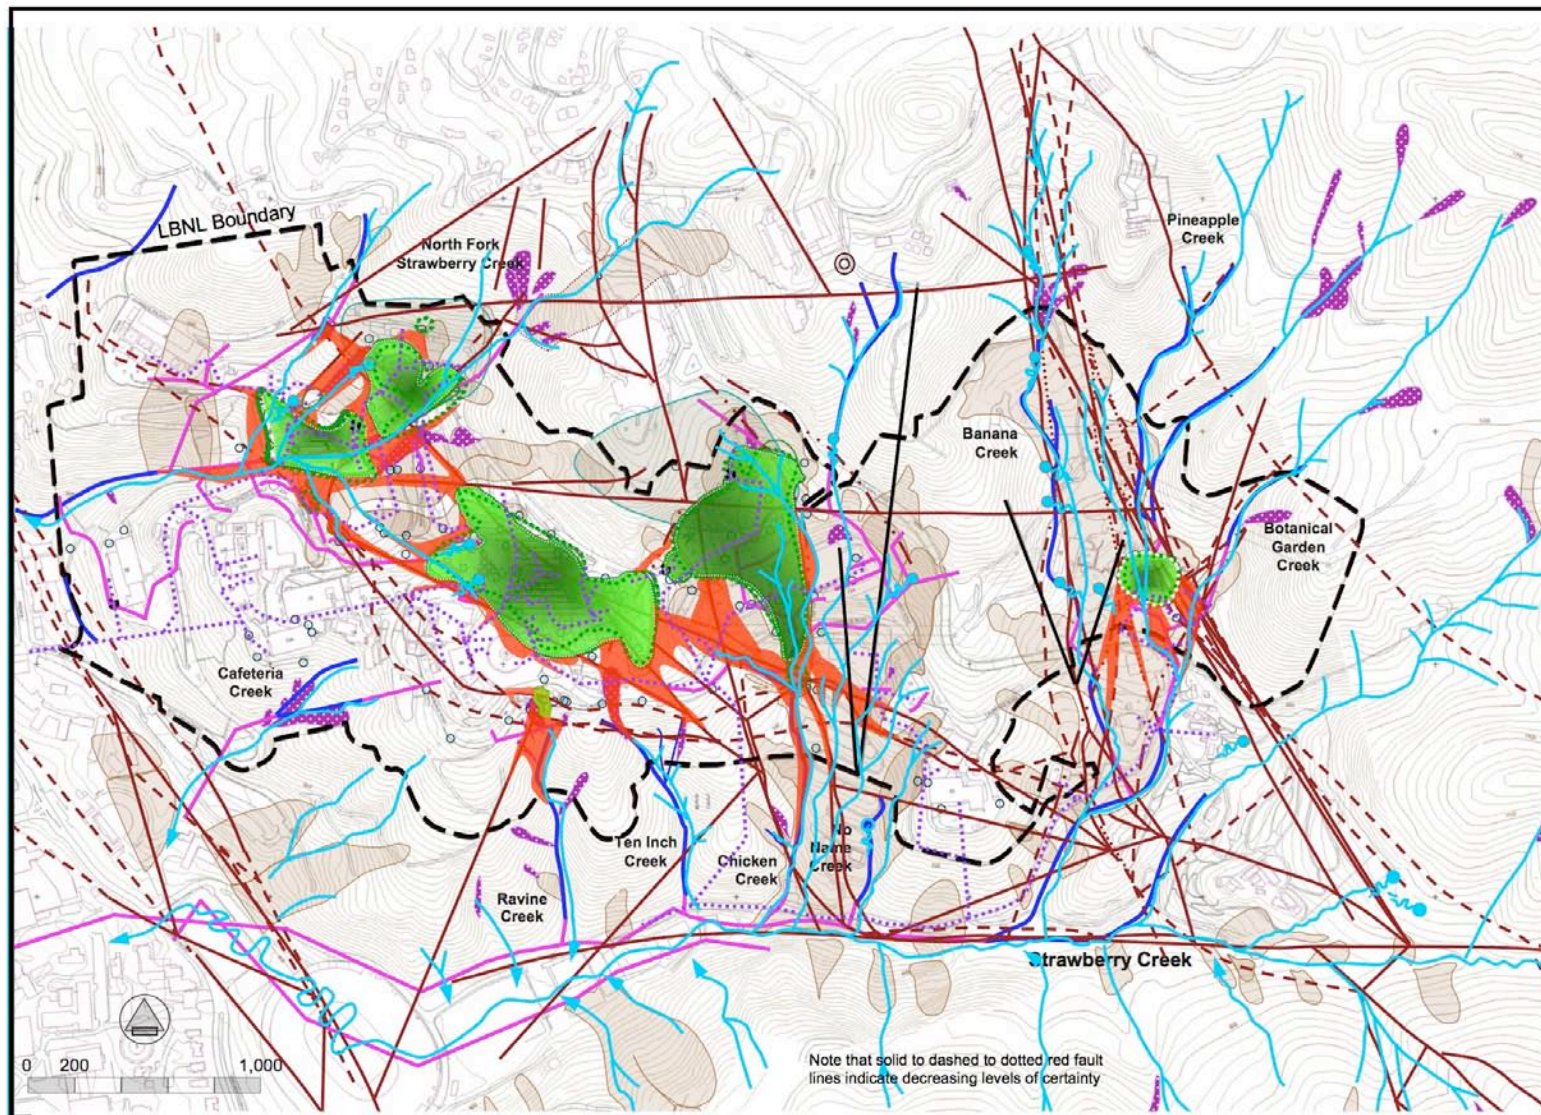 LBNL Boundary
North Fork
Strawberry Creek
Pineapple
Creek
Banana
Creek
Botanical
Garden
Creek
Cafeteria
Creek
Ten Inch
Creek
Chicken
Creek
No
Name
Creek
Ravine
Creek
Strawberry Creek
0 200 1,000
Note that solid to dashed to dotted red fault
lines indicate decreasing levels of certainty